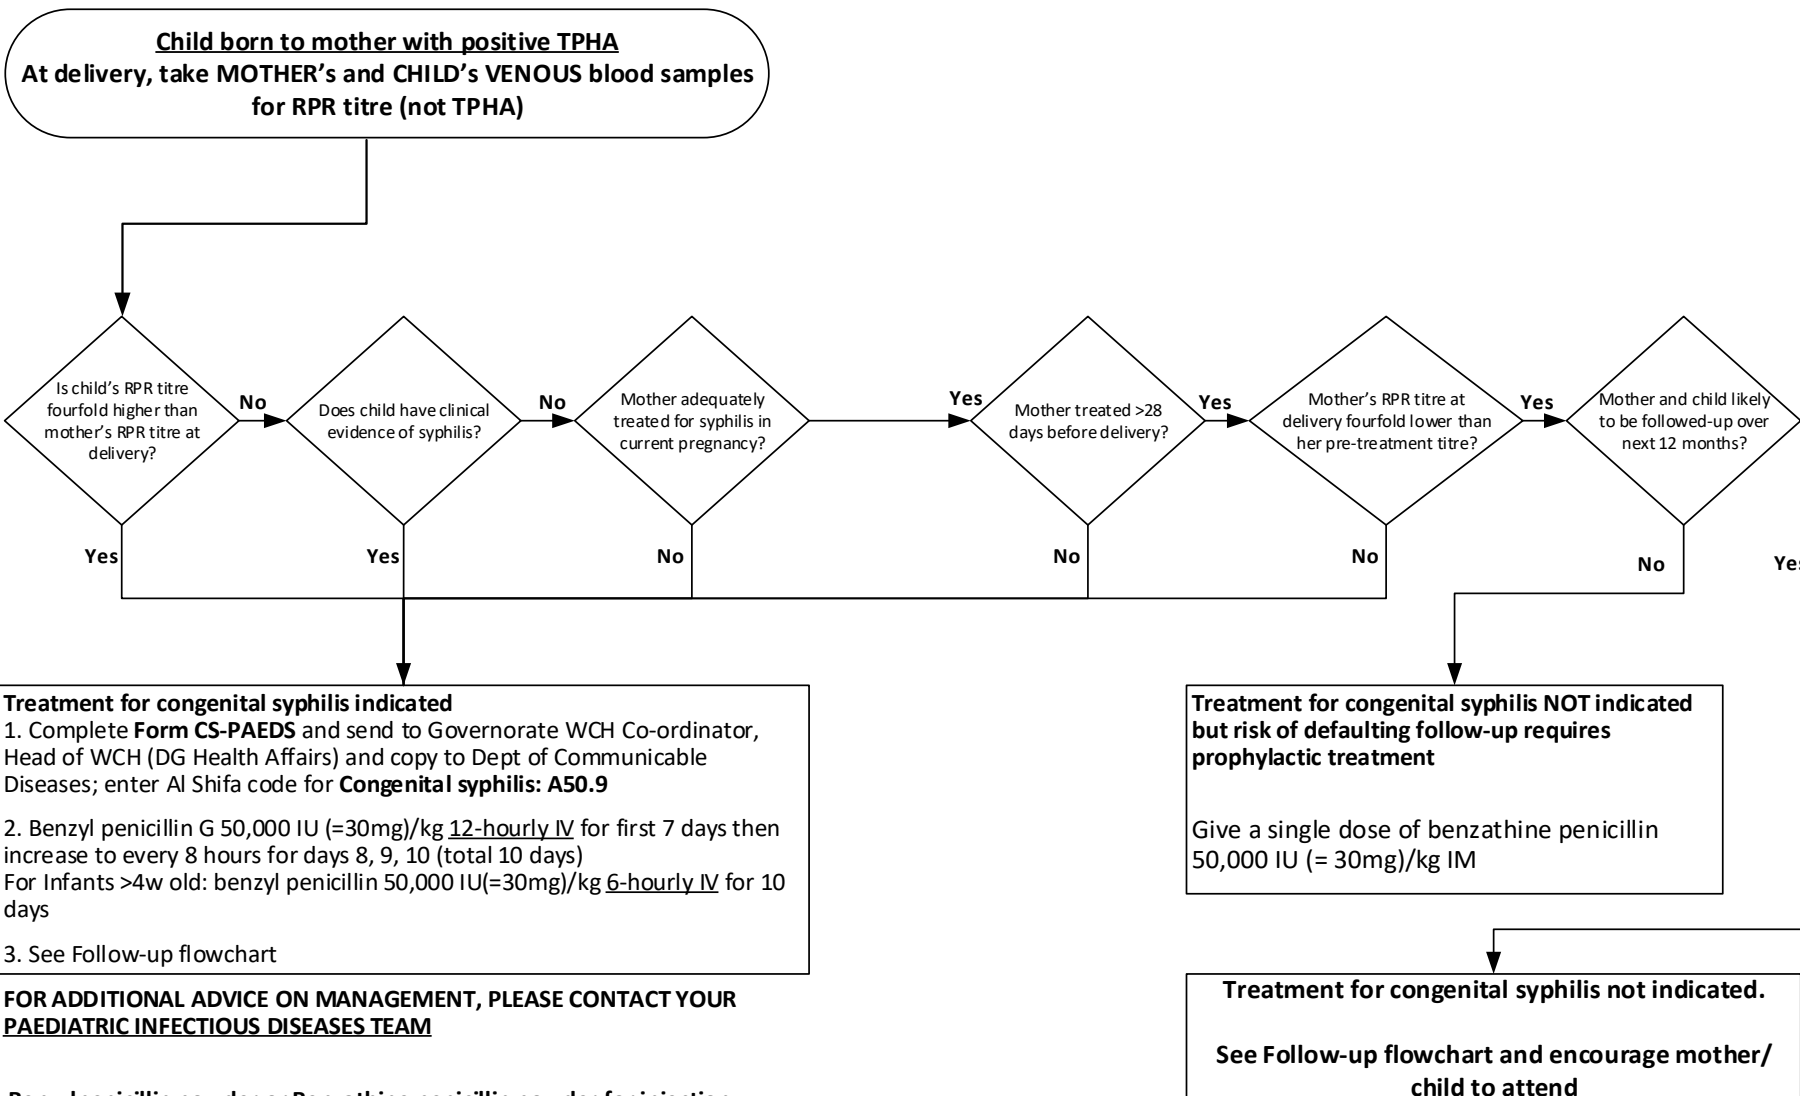 Child born to mother with positive TPHA
At delivery, take MOTHER's and CHILD's VENOUS blood samples
for RPR titre (not TPHA)
Is child's RPR titre
fourfold higher than
mother's RPR titre at
delivery?
No
Does child have clinical
evidence of syphilis?
No
Mother adequately
treated for syphilis in
current pregnancy?
Yes
Mother treated >28
days before delivery?
Yes
Mother's RPR titre at
delivery fourfold lower than
her pre-treatment titre?
Yes
Mother and child likely
to be followed-up over
next 12 months?
Yes
Yes
No
No
No
No
Yes
Treatment for congenital syphilis indicated
1. Complete Form CS-PAEDS and send to Governorate WCH Co-ordinator,
Head of WCH (DG Health Affairs) and copy to Dept of Communicable
Diseases; enter Al Shifa code for Congenital syphilis: A50.9
2. Benzyl penicillin G 50,000 IU (=30mg)/kg 12-hourly IV for first 7 days then
increase to every 8 hours for days 8, 9, 10 (total 10 days)
For Infants >4w old: benzyl penicillin 50,000 IU(=30mg)/kg 6-hourly IV for 10
days
3. See Follow-up flowchart
Treatment for congenital syphilis NOT indicated
but risk of defaulting follow-up requires
prophylactic treatment
Give a single dose of benzathine penicillin
50,000 IU (= 30mg)/kg IM
FOR ADDITIONAL ADVICE ON MANAGEMENT, PLEASE CONTACT YOUR
PAEDIATRIC INFECTIOUS DISEASES TEAM
Treatment for congenital syphilis not indicated.
See Follow-up flowchart and encourage mother/
child to attend